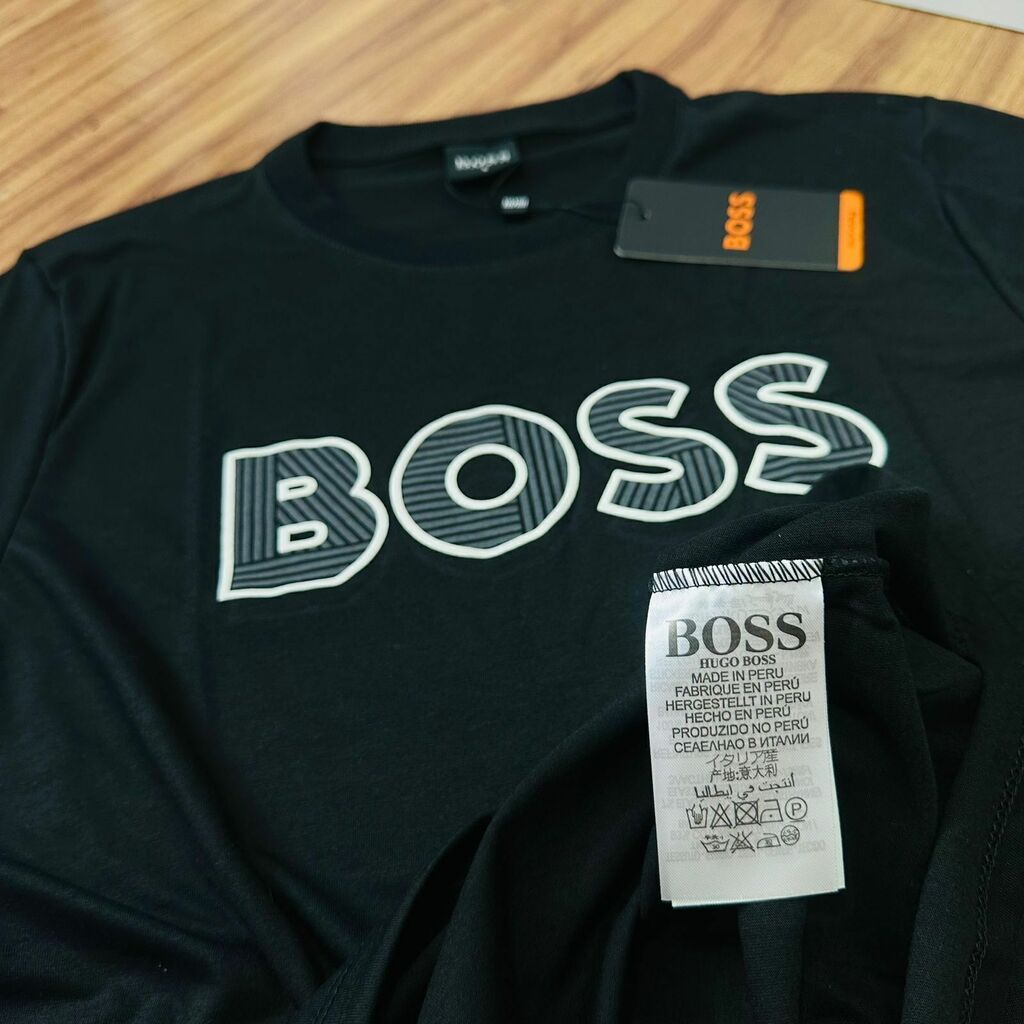 BOSS
BOSS
BOSS
HUGO BOSS
MADE IN PERU
FABRIQUE EN PERÚ
HERGESTELLT IN PERU
HECHO EN PERÚ
PRODUZIDO NO PERÚ
СЕАЕЛНАО В ИТАЛИИ
イタリア産
产地:意大利
أنتجت في إيطاليا